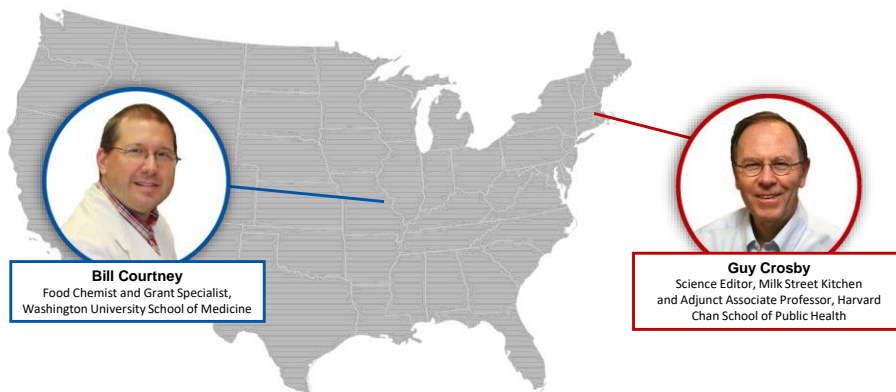 Bill Courtney
Food Chemist and Grant Specialist,
Washington University School of Medicine
Guy Crosby
Science Editor, Milk Street Kitchen
and Adjunct Associate Professor, Harvard
Chan School of Public Health